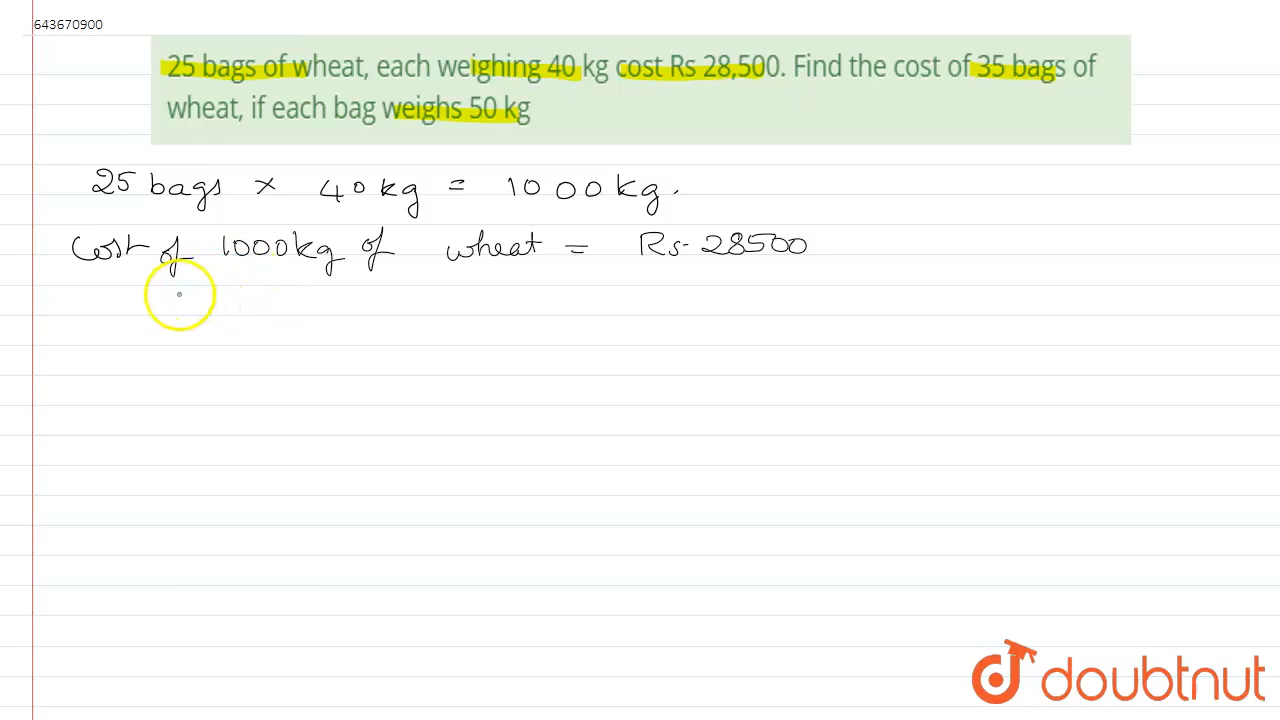 643670900
25 bags of wheat, each weighing 40 kg cost Rs 28,500. Find the cost of 35 bags of
wheat, if each bag weighs 50 kg
25 bags × 40 kg = 1000 kg.
Cost of 1000 kg of wheat = Rs. 28500
doubtnut